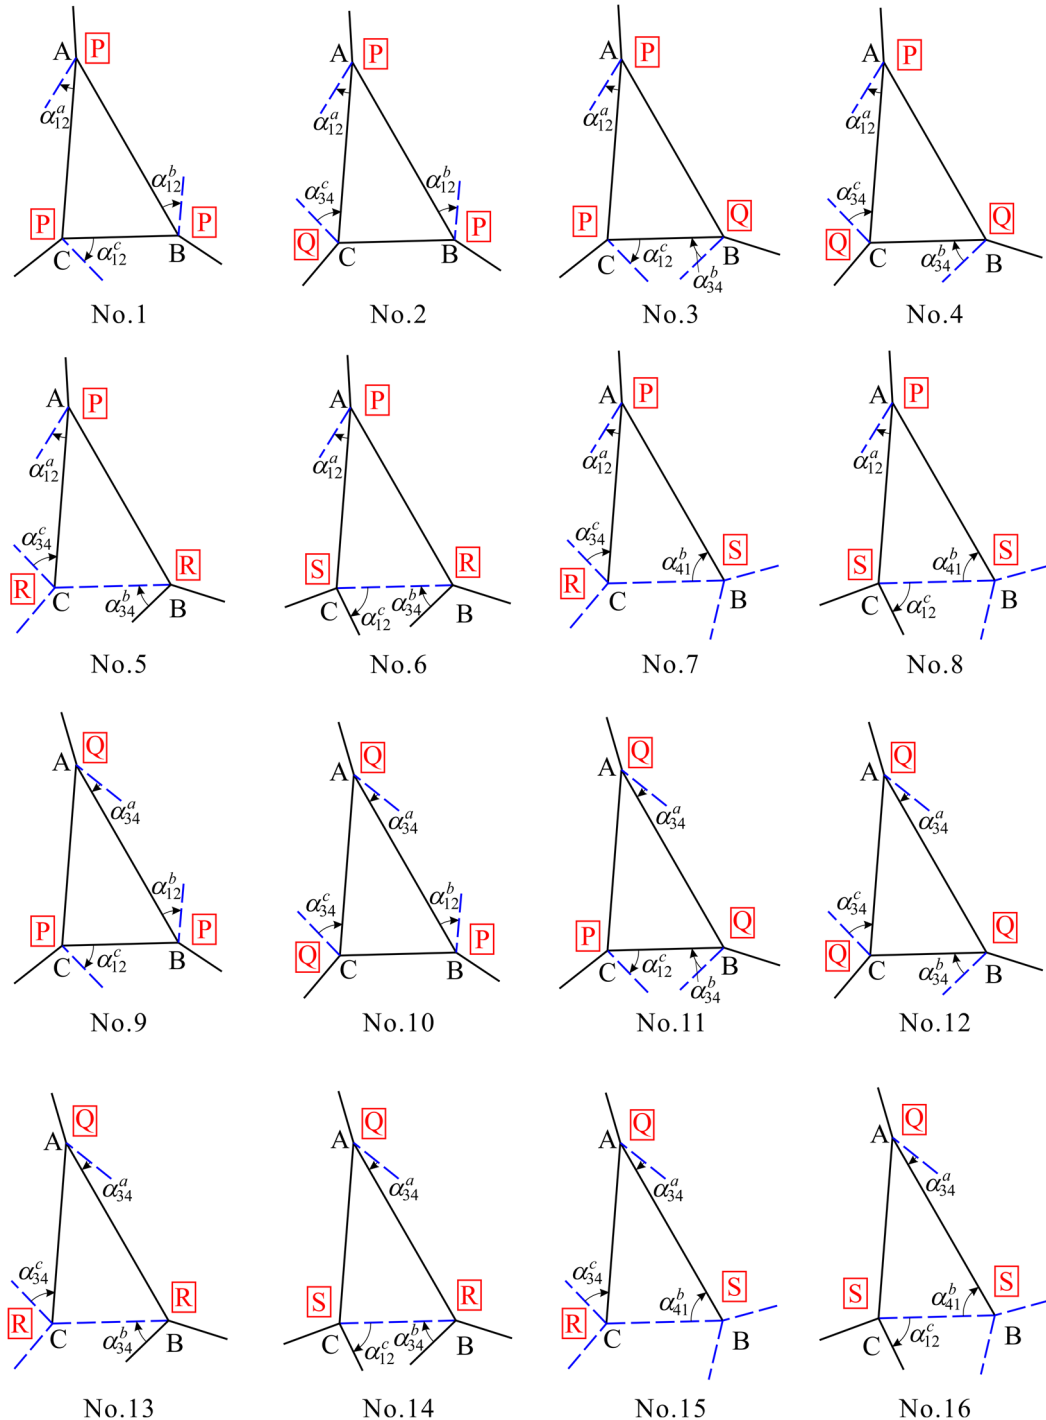 A P
α₁₂ᵃ
α₁₂ᵇ
P P
C α₁₂ᶜ B
No.1
A P
α₁₂ᵃ
α₃₄ᶜ α₁₂ᵇ
Q P
C B
No.2
A P
α₁₂ᵃ
P Q
C α₁₂ᶜ B
α₃₄ᵇ
No.3
A P
α₁₂ᵃ
α₃₄ᶜ
Q Q
C α₃₄ᵇ B
No.4
A P
α₁₂ᵃ
α₃₄ᶜ
R R
C α₃₄ᵇ B
No.5
A P
α₁₂ᵃ
S R
C α₁₂ᶜ α₃₄ᵇ B
No.6
A P
α₁₂ᵃ
α₃₄ᶜ
R α₄₁ᵇ S
C B
No.7
A P
α₁₂ᵃ
S α₄₁ᵇ S
C α₁₂ᶜ B
No.8
A Q
α₃₄ᵃ
α₁₂ᵇ
P P
C α₁₂ᶜ B
No.9
A Q
α₃₄ᵃ
α₃₄ᶜ α₁₂ᵇ
Q P
C B
No.10
A Q
α₃₄ᵃ
P Q
C α₁₂ᶜ B
α₃₄ᵇ
No.11
A Q
α₃₄ᵃ
α₃₄ᶜ
Q Q
C α₃₄ᵇ B
No.12
A Q
α₃₄ᵃ
α₃₄ᶜ
R R
C α₃₄ᵇ B
No.13
A Q
α₃₄ᵃ
S R
C α₁₂ᶜ α₃₄ᵇ B
No.14
A Q
α₃₄ᵃ
α₃₄ᶜ
R α₄₁ᵇ S
C B
No.15
A Q
α₃₄ᵃ
S α₄₁ᵇ S
C α₁₂ᶜ B
No.16